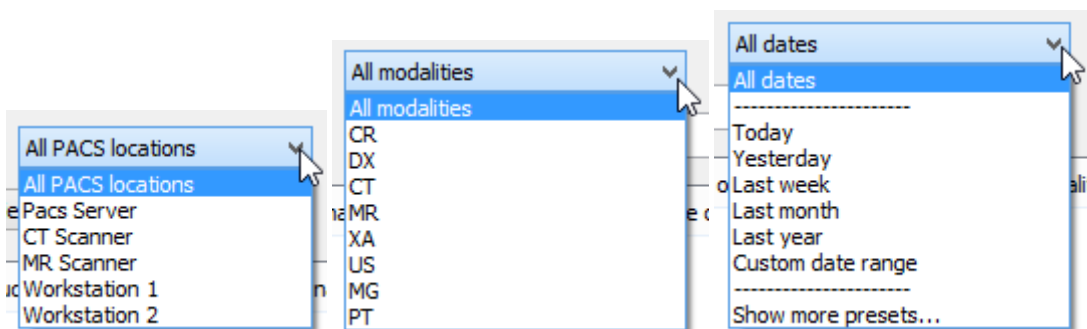 All PACS locations
All PACS locations
Pacs Server
CT Scanner
MR Scanner
Workstation 1
Workstation 2
All modalities
All modalities
CR
DX
CT
MR
XA
US
MG
PT
All dates
All dates
----------------------
Today
Yesterday
Last week
Last month
Last year
Custom date range
----------------------
Show more presets...